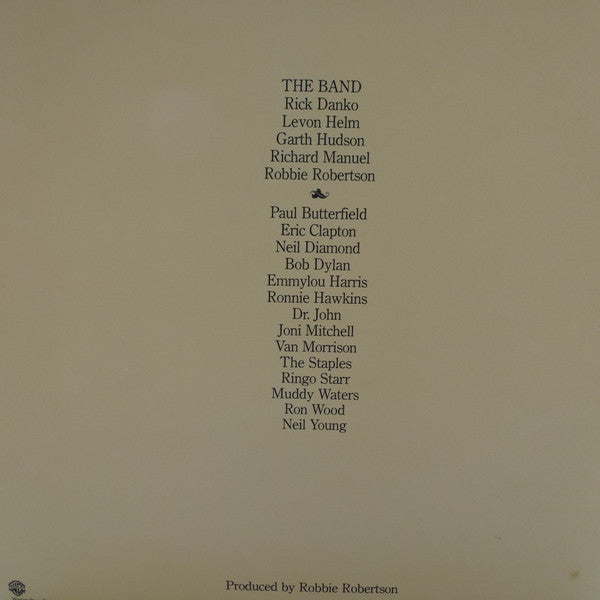 THE BAND
Rick Danko
Levon Helm
Garth Hudson
Richard Manuel
Robbie Robertson
Paul Butterfield
Eric Clapton
Neil Diamond
Bob Dylan
Emmylou Harris
Ronnie Hawkins
Dr. John
Joni Mitchell
Van Morrison
The Staples
Ringo Starr
Muddy Waters
Ron Wood
Neil Young
Produced by Robbie Robertson